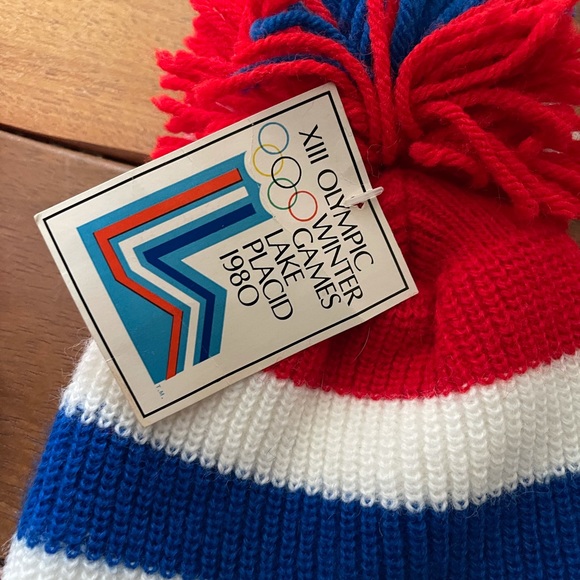 XIII OLYMPIC
WINTER
GAMES
LAKE
PLACID
1980
T.M.